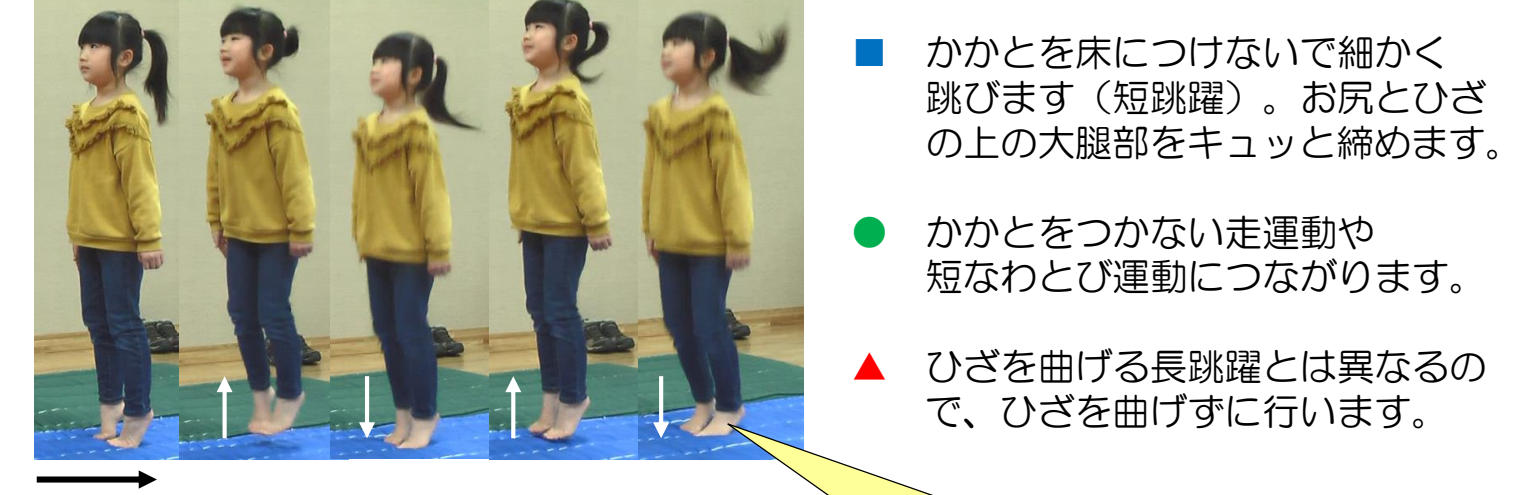 ■ かかとを床につけないで細かく
跳びます（短跳躍）。お尻とひざ
の上の大腿部をキュッと締めます。
● かかとをつかない走運動や
短なわとび運動につながります。
▲ ひざを曲げる長跳躍とは異なるの
で、ひざを曲げずに行います。